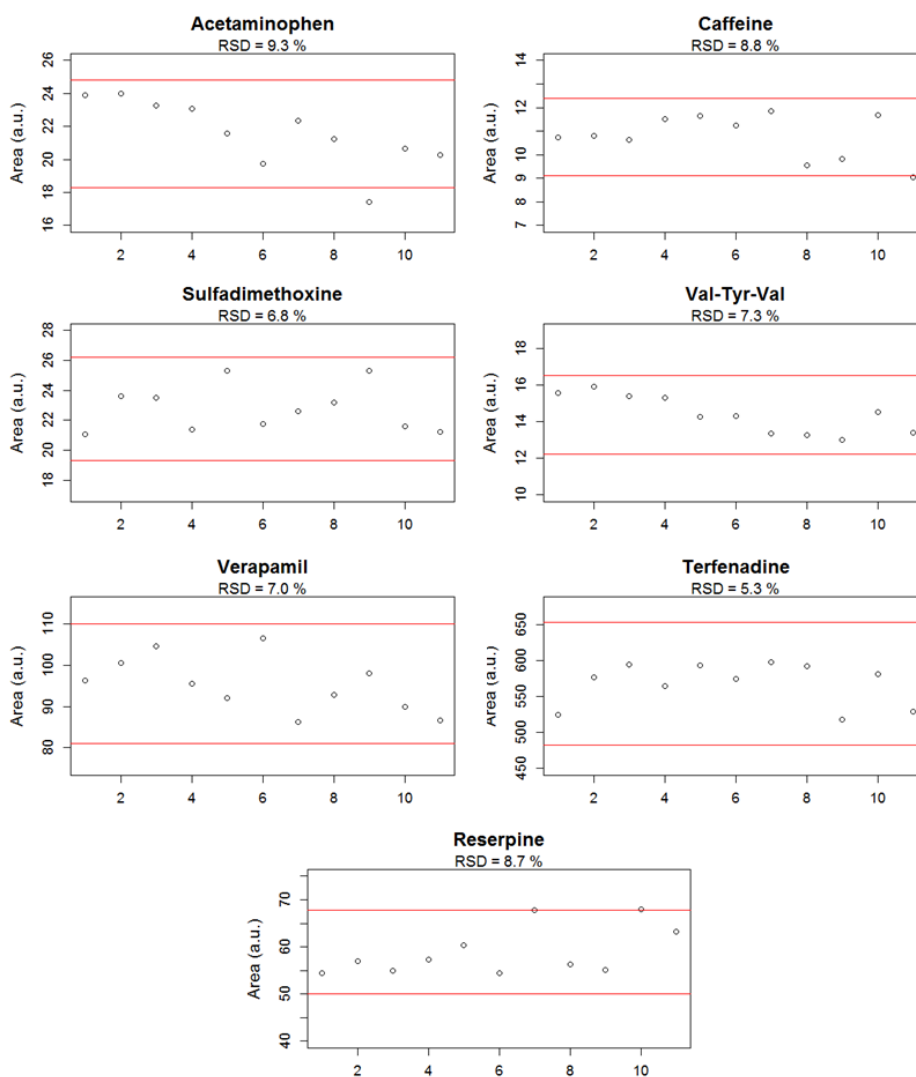 Acetaminophen
RSD = 9.3 %
Area (a.u.)
26
24
22
20
18
16
2 4 6 8 10
Caffeine
RSD = 8.8 %
Area (a.u.)
14
12
10
9
8
7
2 4 6 8 10
Sulfadimethoxine
RSD = 6.8 %
Area (a.u.)
28
26
24
22
20
18
2 4 6 8 10
Val-Tyr-Val
RSD = 7.3 %
Area (a.u.)
18
16
14
12
10
2 4 6 8 10
Verapamil
RSD = 7.0 %
Area (a.u.)
110
100
90
80
2 4 6 8 10
Terfenadine
RSD = 5.3 %
Area (a.u.)
650
600
550
500
450
2 4 6 8 10
Reserpine
RSD = 8.7 %
Area (a.u.)
70
60
50
40
2 4 6 8 10